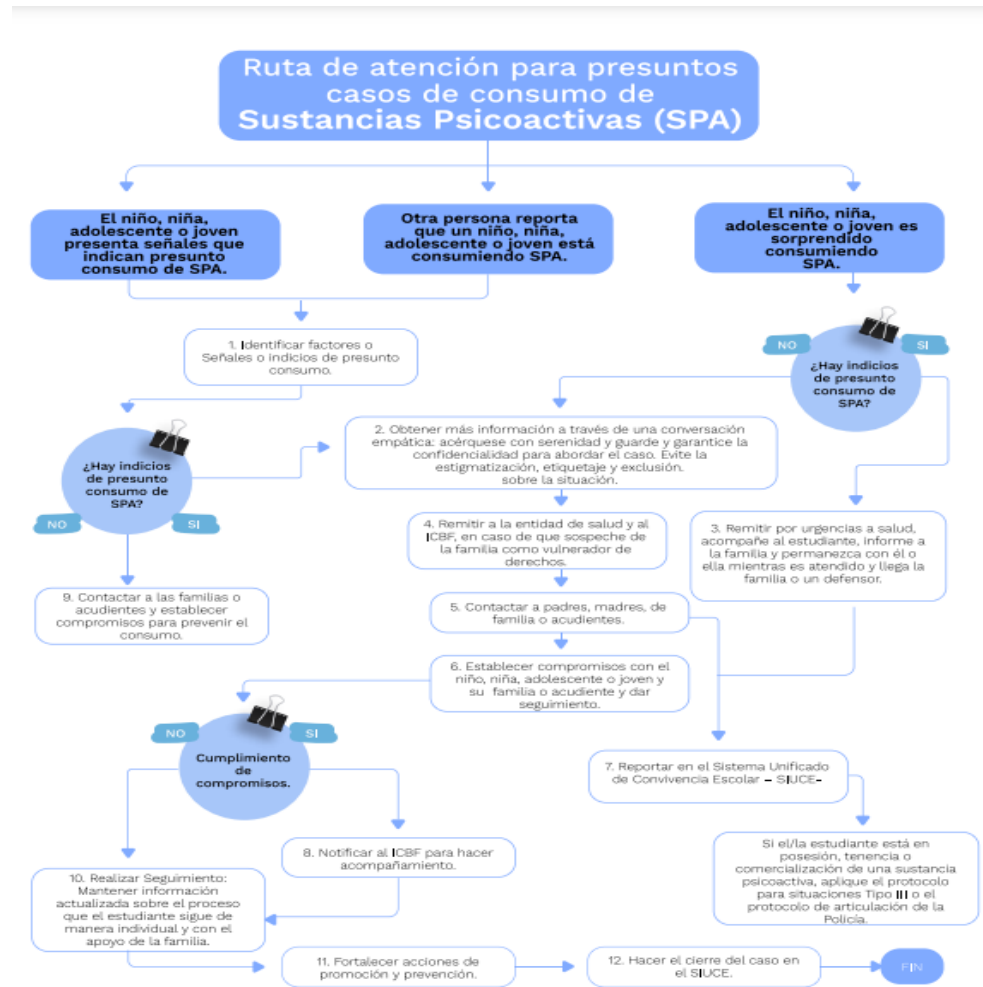 Ruta de atención para presuntos
casos de consumo de
Sustancias Psicoactivas (SPA)
El niño, niña,
adolescente o joven
presenta señales que
indican presunto
consumo de SPA.
Otra persona reporta
que un niño, niña,
adolescente o joven está
consumiendo SPA.
El niño, niña,
adolescente o joven es
sorprendido
consumiendo
SPA.
1. Identificar factores o
Señales o indicios de presunto
consumo.
NO
SI
¿Hay indicios
de presunto
consumo de
SPA?
2. Obtener más información a través de una conversación
empática: acérquese con serenidad y guarde y garantice la
confidencialidad para abordar el caso. Evite la
estigmatización, etiquetaje y exclusión.
sobre la situación.
¿Hay indicios
de presunto
consumo de
SPA?
NO
SI
4. Remitir a la entidad de salud y al
ICBF, en caso de que sospeche de
la familia como vulnerador de
derechos.
3. Remitir por urgencias a salud,
acompañe al estudiante, informe a
la familia y permanezca con él o
ella mientras es atendido y llega la
familia o un defensor.
9. Contactar a las familias o
acudientes y establecer
compromisos para prevenir el
consumo.
5. Contactar a padres, madres, de
familia o acudientes.
6. Establecer compromisos con el
niño, niña, adolescente o joven y
su familia o acudiente y dar
seguimiento.
NO
SI
Cumplimiento
de
compromisos.
7. Reportar en el Sistema Unificado
de Convivencia Escolar – SIUCE-
8. Notificar al ICBF para hacer
acompañamiento.
Si el/la estudiante está en
posesión, tenencia o
comercialización de una sustancia
psicoactiva, aplique el protocolo
para situaciones Tipo III o el
protocolo de articulación de la
Policía.
10. Realizar Seguimiento:
Mantener información
actualizada sobre el proceso
que el estudiante sigue de
manera individual y con el
apoyo de la familia.
11. Fortalecer acciones de
promoción y prevención.
12. Hacer el cierre del caso en
el SIUCE.
FIN